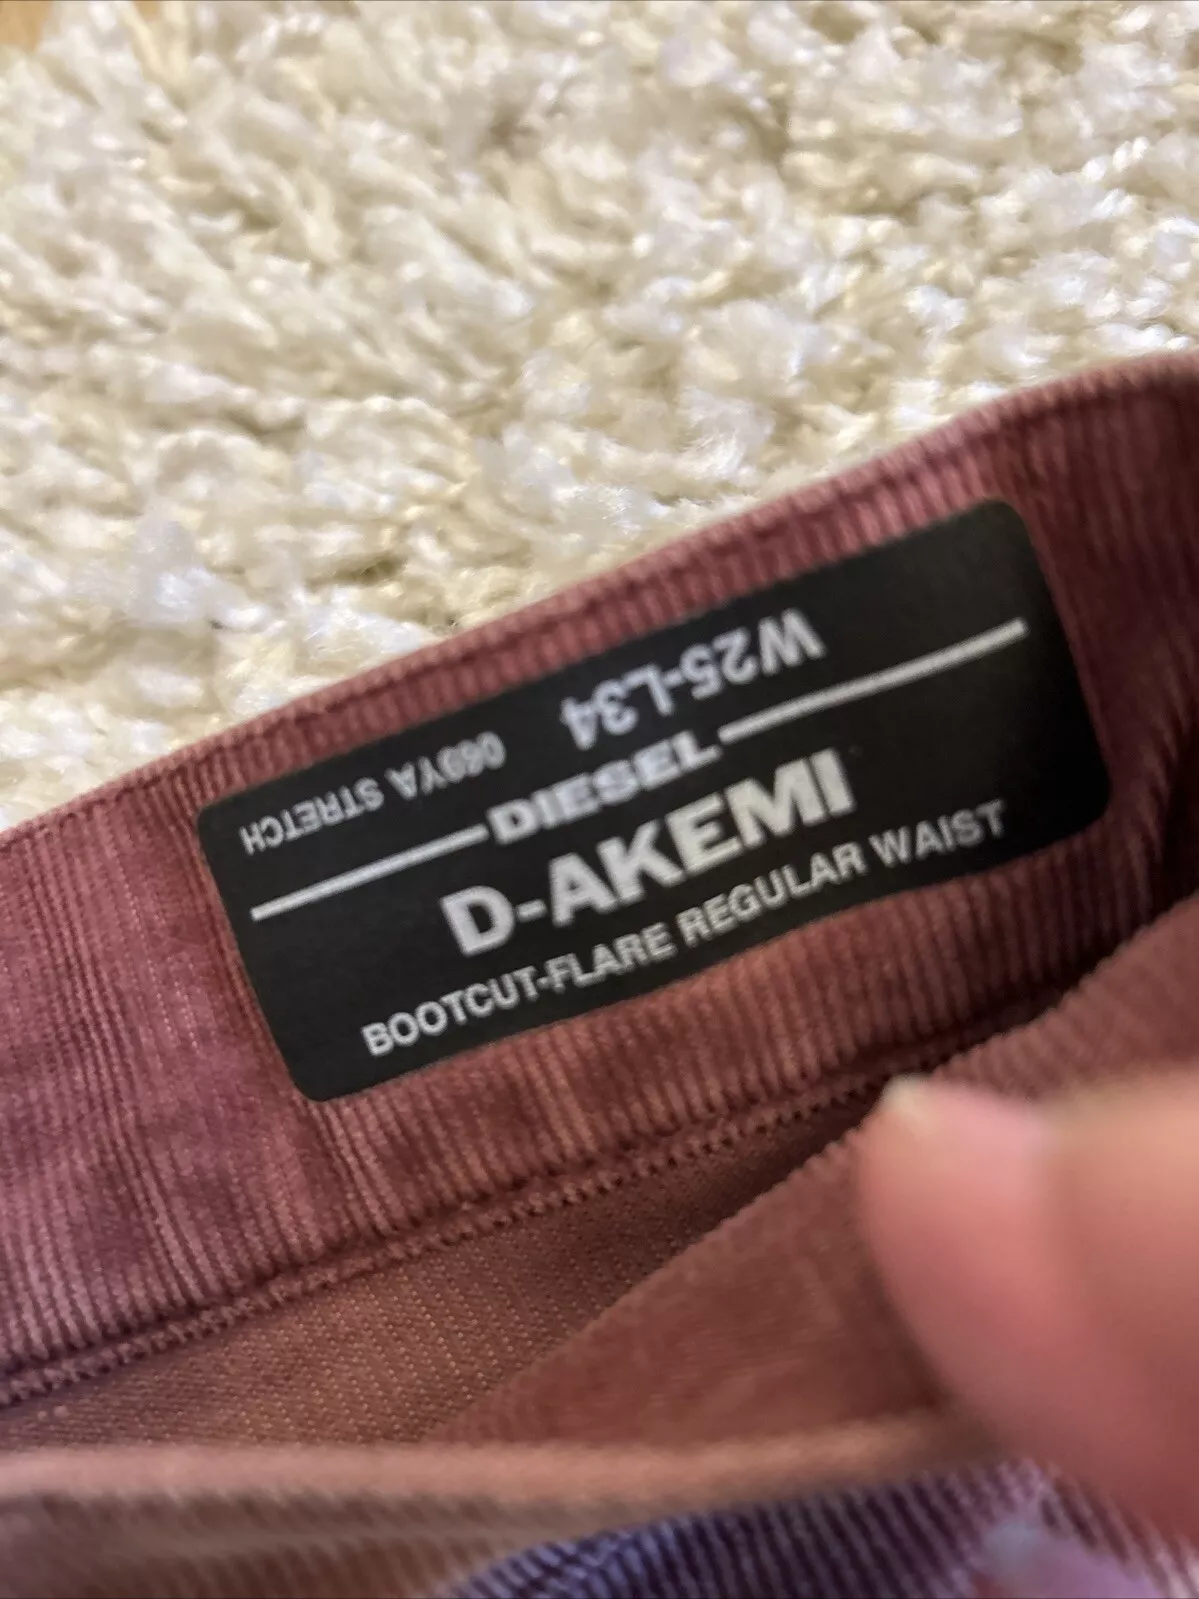 W25-L34 069YA STRETCH
DIESEL
D-AKEMI
BOOTCUT-FLARE REGULAR WAIST